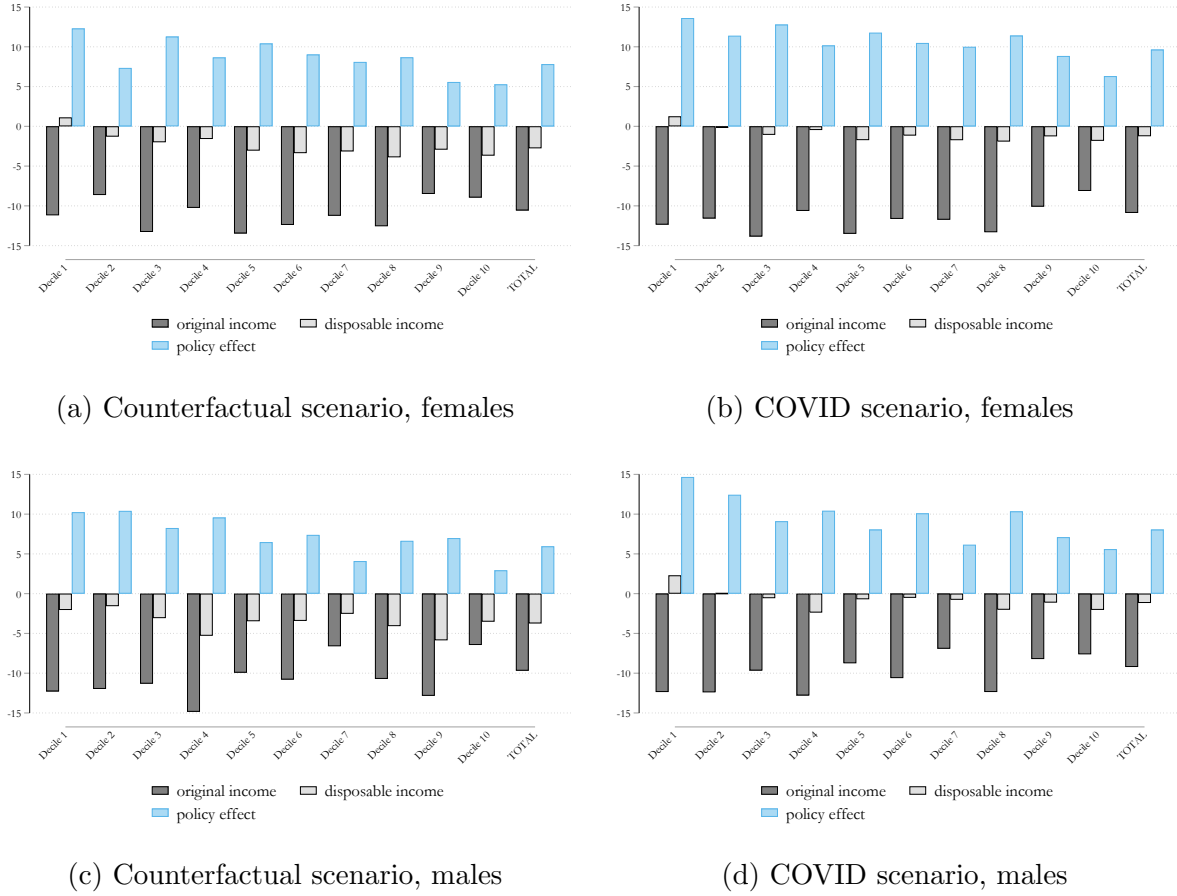 15
10
5
0
-5
-10
-15
Decile 1
Decile 2
Decile 3
Decile 4
Decile 5
Decile 6
Decile 7
Decile 8
Decile 9
Decile 10
TOTAL
original income
disposable income
policy effect
(a) Counterfactual scenario, females
15
10
5
0
-5
-10
-15
Decile 1
Decile 2
Decile 3
Decile 4
Decile 5
Decile 6
Decile 7
Decile 8
Decile 9
Decile 10
TOTAL
original income
disposable income
policy effect
(b) COVID scenario, females
15
10
5
0
-5
-10
-15
Decile 1
Decile 2
Decile 3
Decile 4
Decile 5
Decile 6
Decile 7
Decile 8
Decile 9
Decile 10
TOTAL
original income
disposable income
policy effect
(c) Counterfactual scenario, males
15
10
5
0
-5
-10
-15
Decile 1
Decile 2
Decile 3
Decile 4
Decile 5
Decile 6
Decile 7
Decile 8
Decile 9
Decile 10
TOTAL
original income
disposable income
policy effect
(d) COVID scenario, males